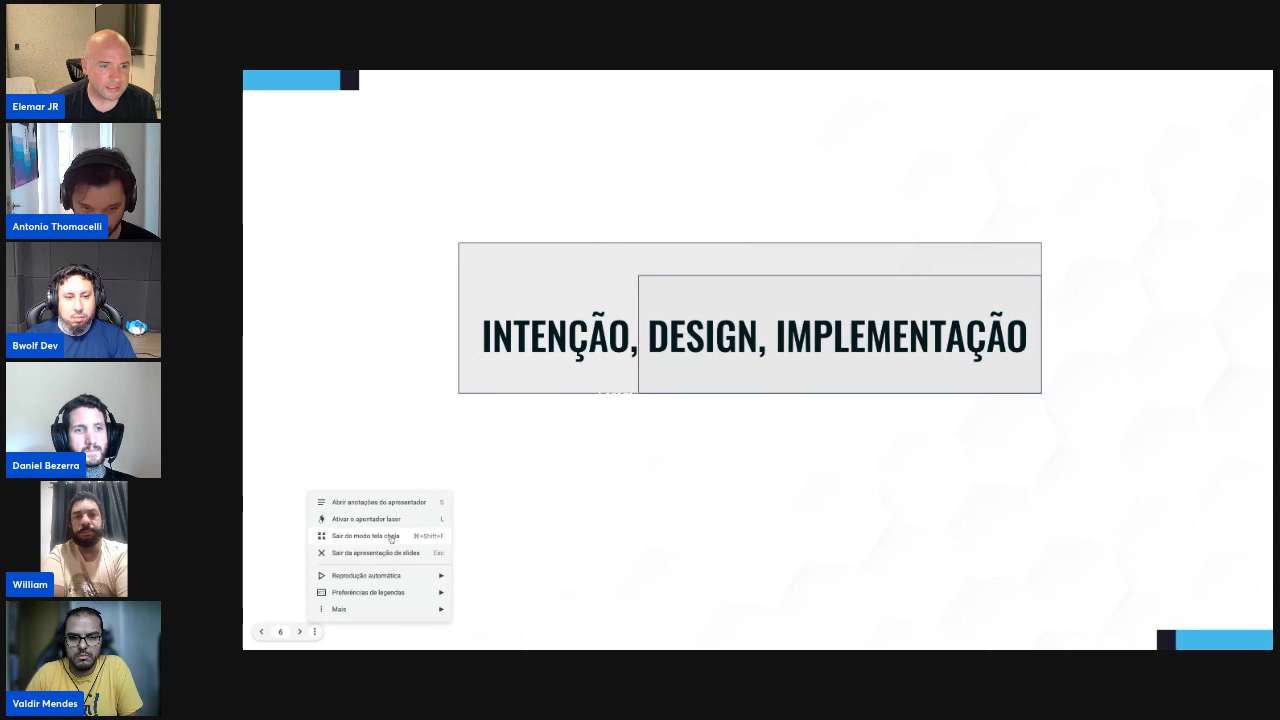 Elemar JR
Antonio Thomacelli
Bwolf Dev
Daniel Bezerra
William
Valdir Mendes
INTENÇÃO, DESIGN, IMPLEMENTAÇÃO
Abrir anotações do apresentador S
Ativar o apontador laser L
Sair do modo tela cheia ⌘+Shift+F
Sair da apresentação de slides Esc
Reprodução automática
Preferências de legendas
Mais
6